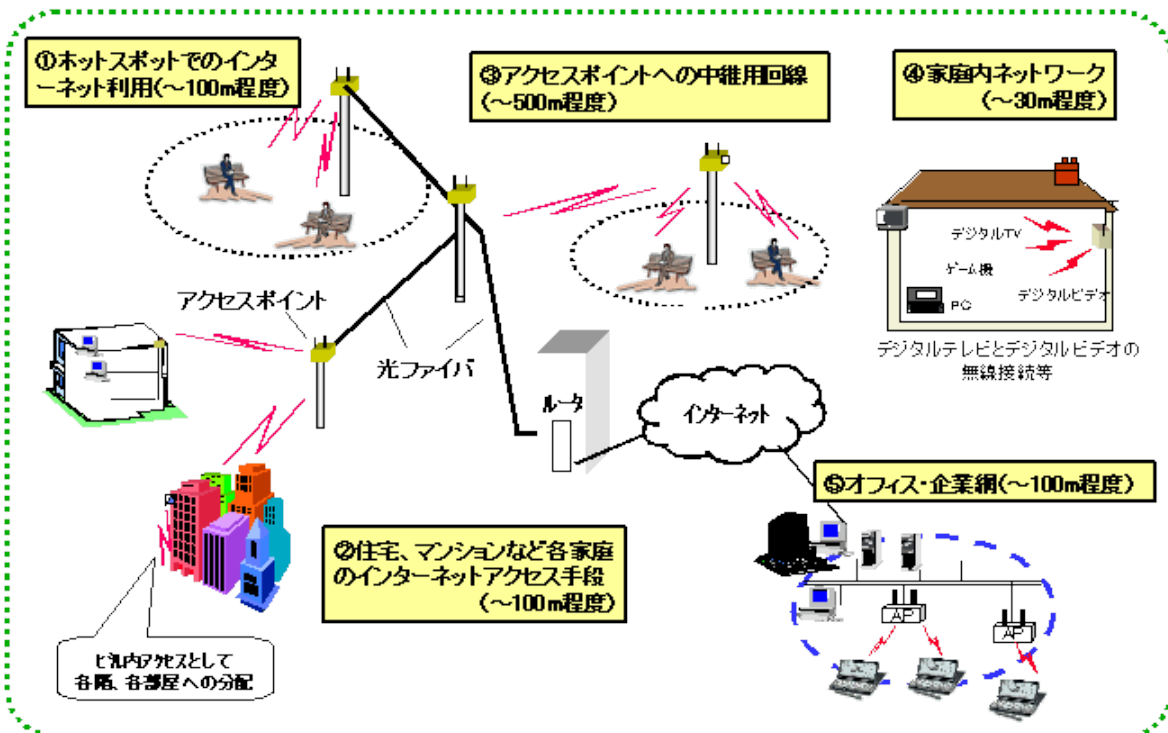 ①ホットスポットでのインタ
ーネット利用(～100m程度)
③アクセスポイントへの中継用回線
(～500m程度)
④家庭内ネットワーク
(～30m程度)
デジタルTV
ゲーム機
デジタルビデオ
PC
デジタルテレビとデジタルビデオの
無線接続等
アクセスポイント
光ファイバ
ルータ
インターネット
②住宅、マンションなど各家庭
のインターネットアクセス手段
(～100m程度)
ビル内アクセスとして
各階、各部屋への分配
⑤オフィス・企業網(～100m程度)
AP
AP